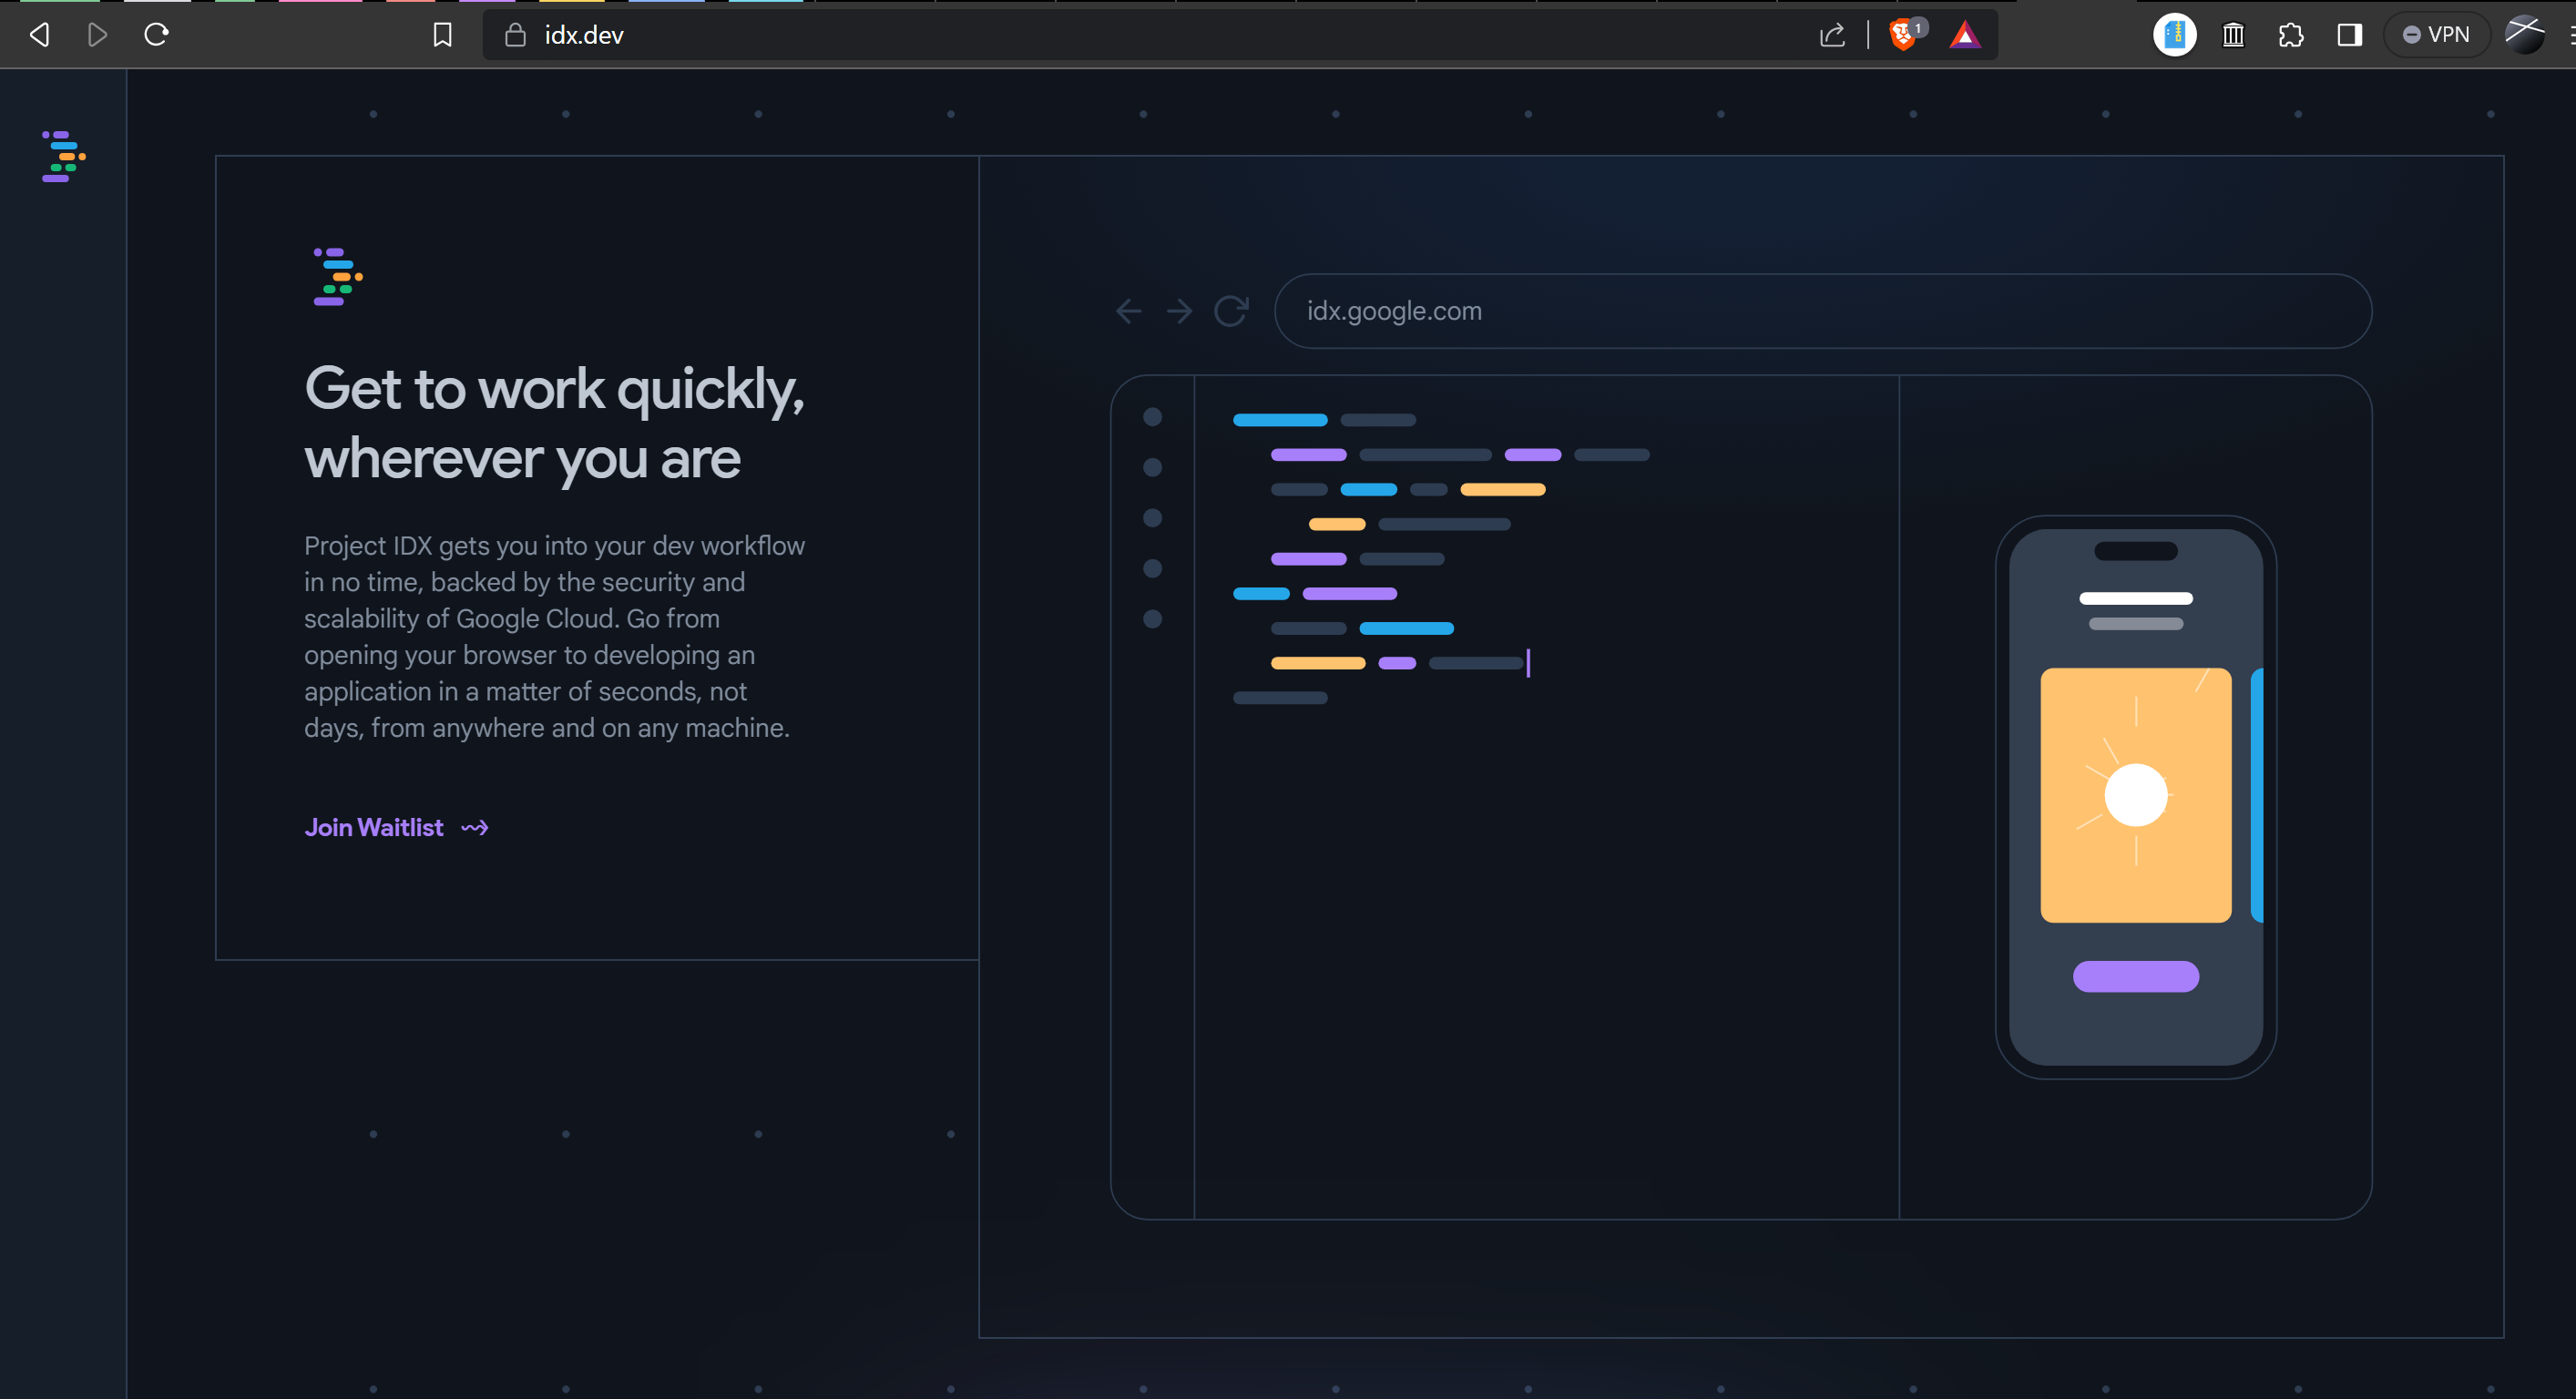 idx.dev
1
VPN
Get to work quickly,
wherever you are
Project IDX gets you into your dev workflow
in no time, backed by the security and
scalability of Google Cloud. Go from
opening your browser to developing an
application in a matter of seconds, not
days, from anywhere and on any machine.
Join Waitlist
idx.google.com